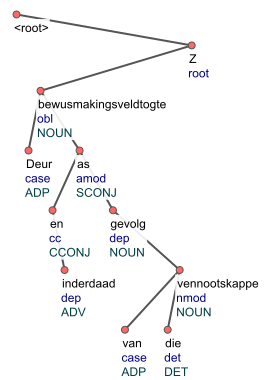 <root>
Z
root
bewusmakingsveldtogte
obl
NOUN
Deur
case
ADP
as
amod
SCONJ
en
cc
CCONJ
gevolg
dep
NOUN
inderdaad
dep
ADV
vennootskappe
nmod
NOUN
van
case
ADP
die
det
DET